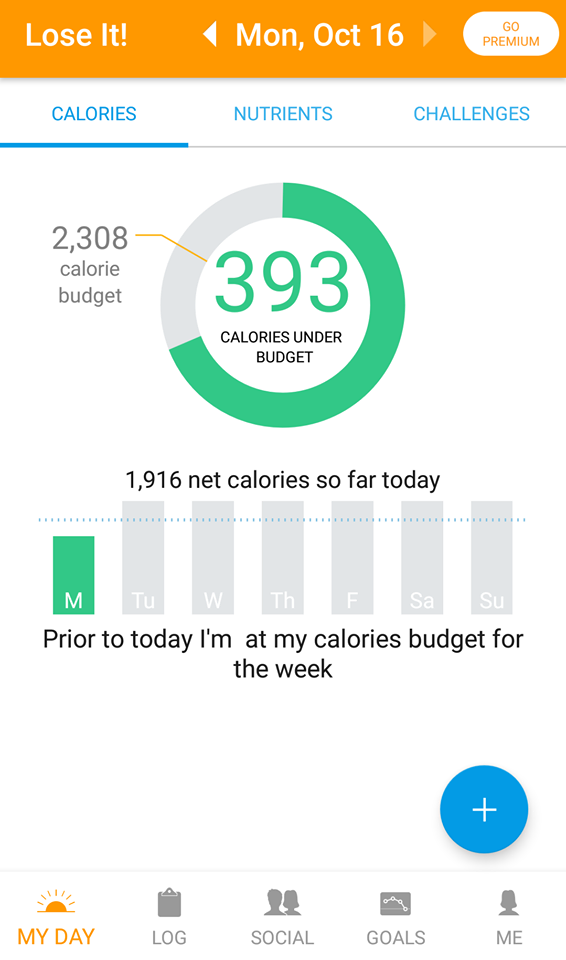 Lose It!
Mon, Oct 16
GO
PREMIUM
CALORIES
NUTRIENTS
CHALLENGES
2,308
calorie
budget
393
CALORIES UNDER
BUDGET
1,916 net calories so far today
M Tu W Th F Sa Su
Prior to today I'm  at my calories budget for
the week
+
MY DAY
LOG
SOCIAL
GOALS
ME